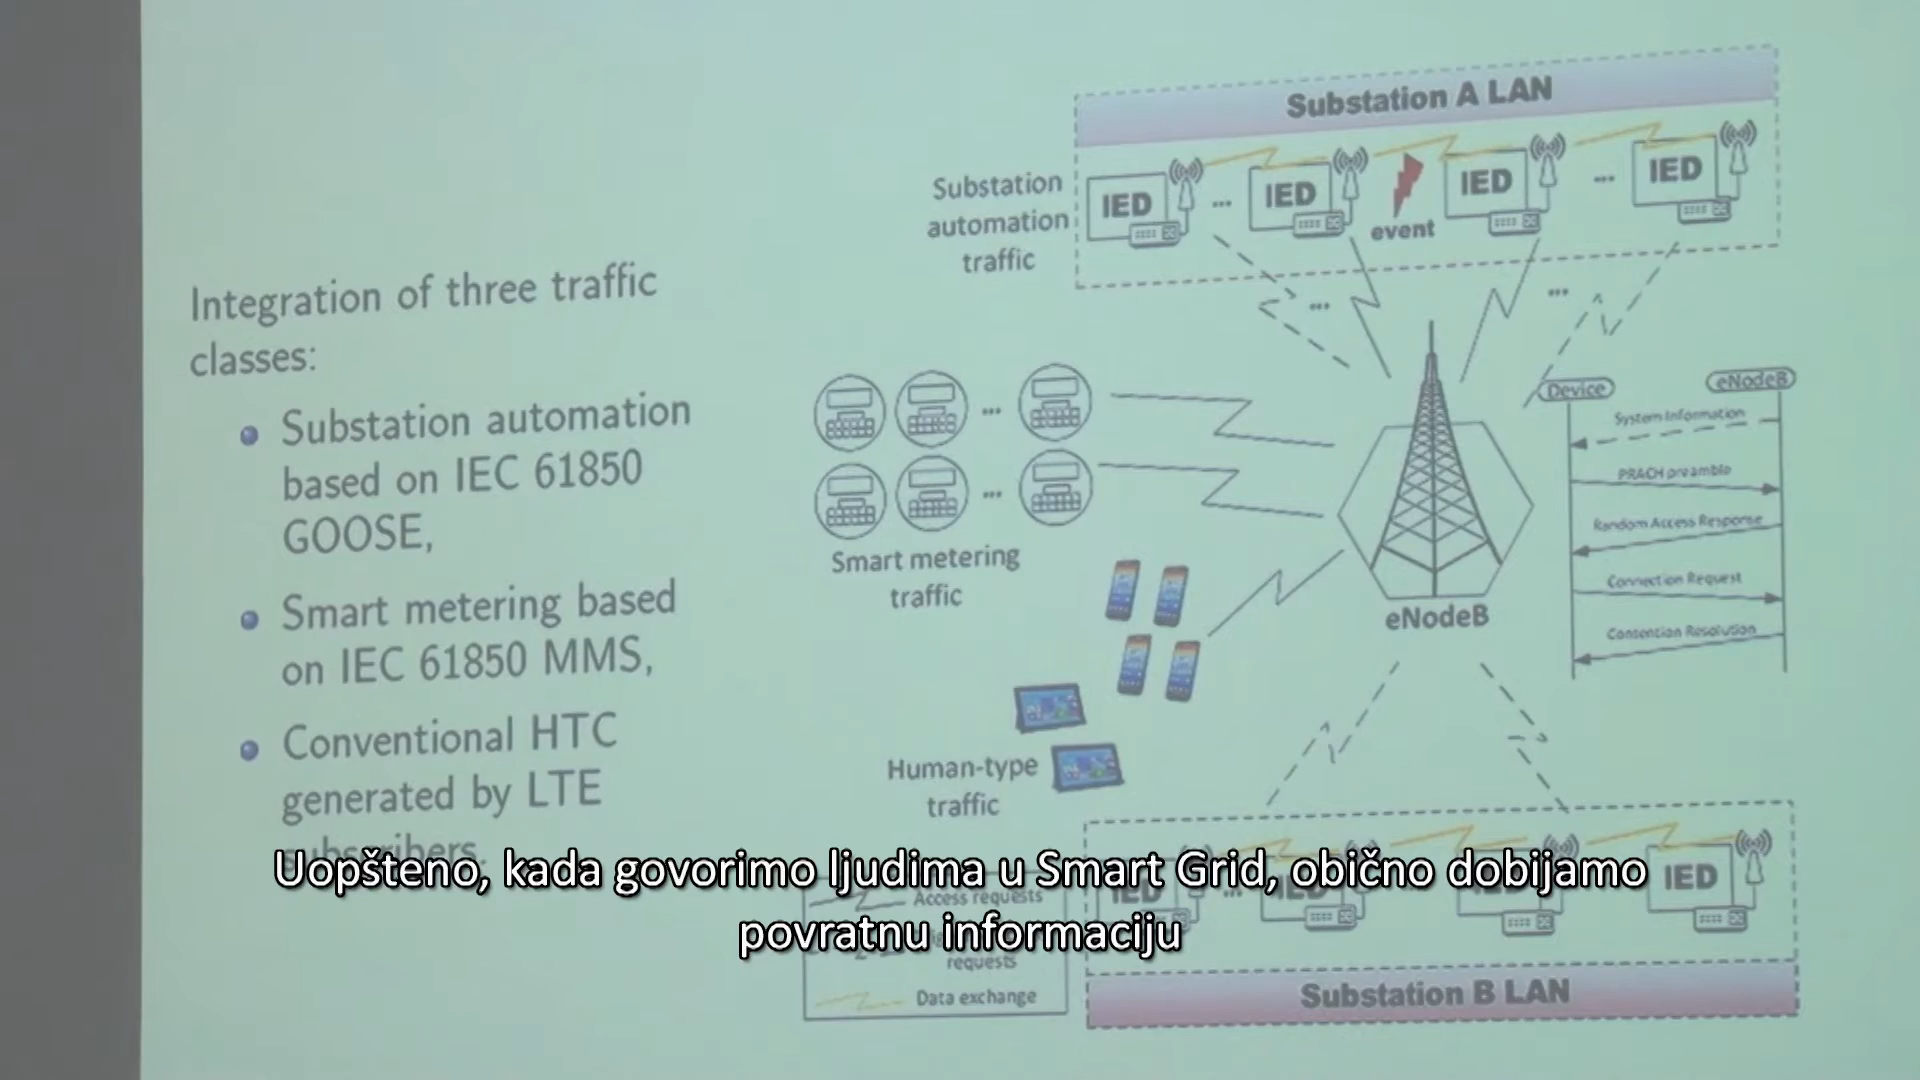 Integration of three traffic
classes:
Substation automation
based on IEC 61850
GOOSE,
Smart metering based
on IEC 61850 MMS,
Conventional HTC
generated by LTE
subscribers.
Substation A LAN
Substation
automation
traffic
IED
...
IED
event
IED
...
IED
...
...
...
...
Smart metering
traffic
Human-type
traffic
eNodeB
Device
eNodeB
System Information
PRACH preamble
Random Access Response
Connection Request
Contention Resolution
IED
...
IED
IED
Substation B LAN
Access requests
requests
Data exchange
Uopšteno, kada govorimo ljudima u Smart Grid, obično dobijamo
povratnu informaciju